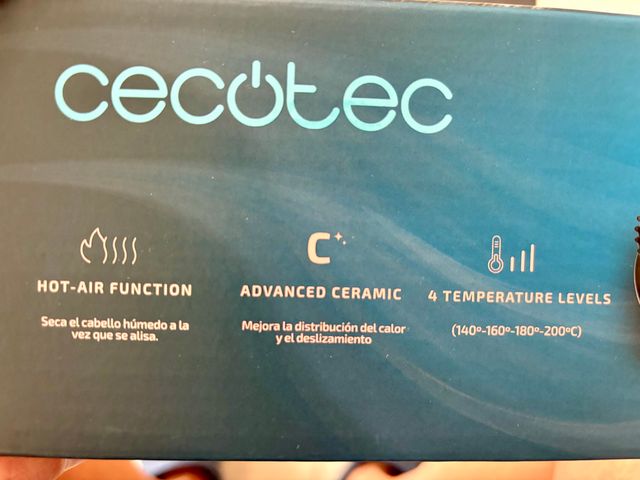 cecotec
HOT-AIR FUNCTION
Seca el cabello húmedo a la
vez que se alisa.
C
ADVANCED CERAMIC
Mejora la distribución del calor
y el deslizamiento
4 TEMPERATURE LEVELS
(140º-160º-180º-200ºC)